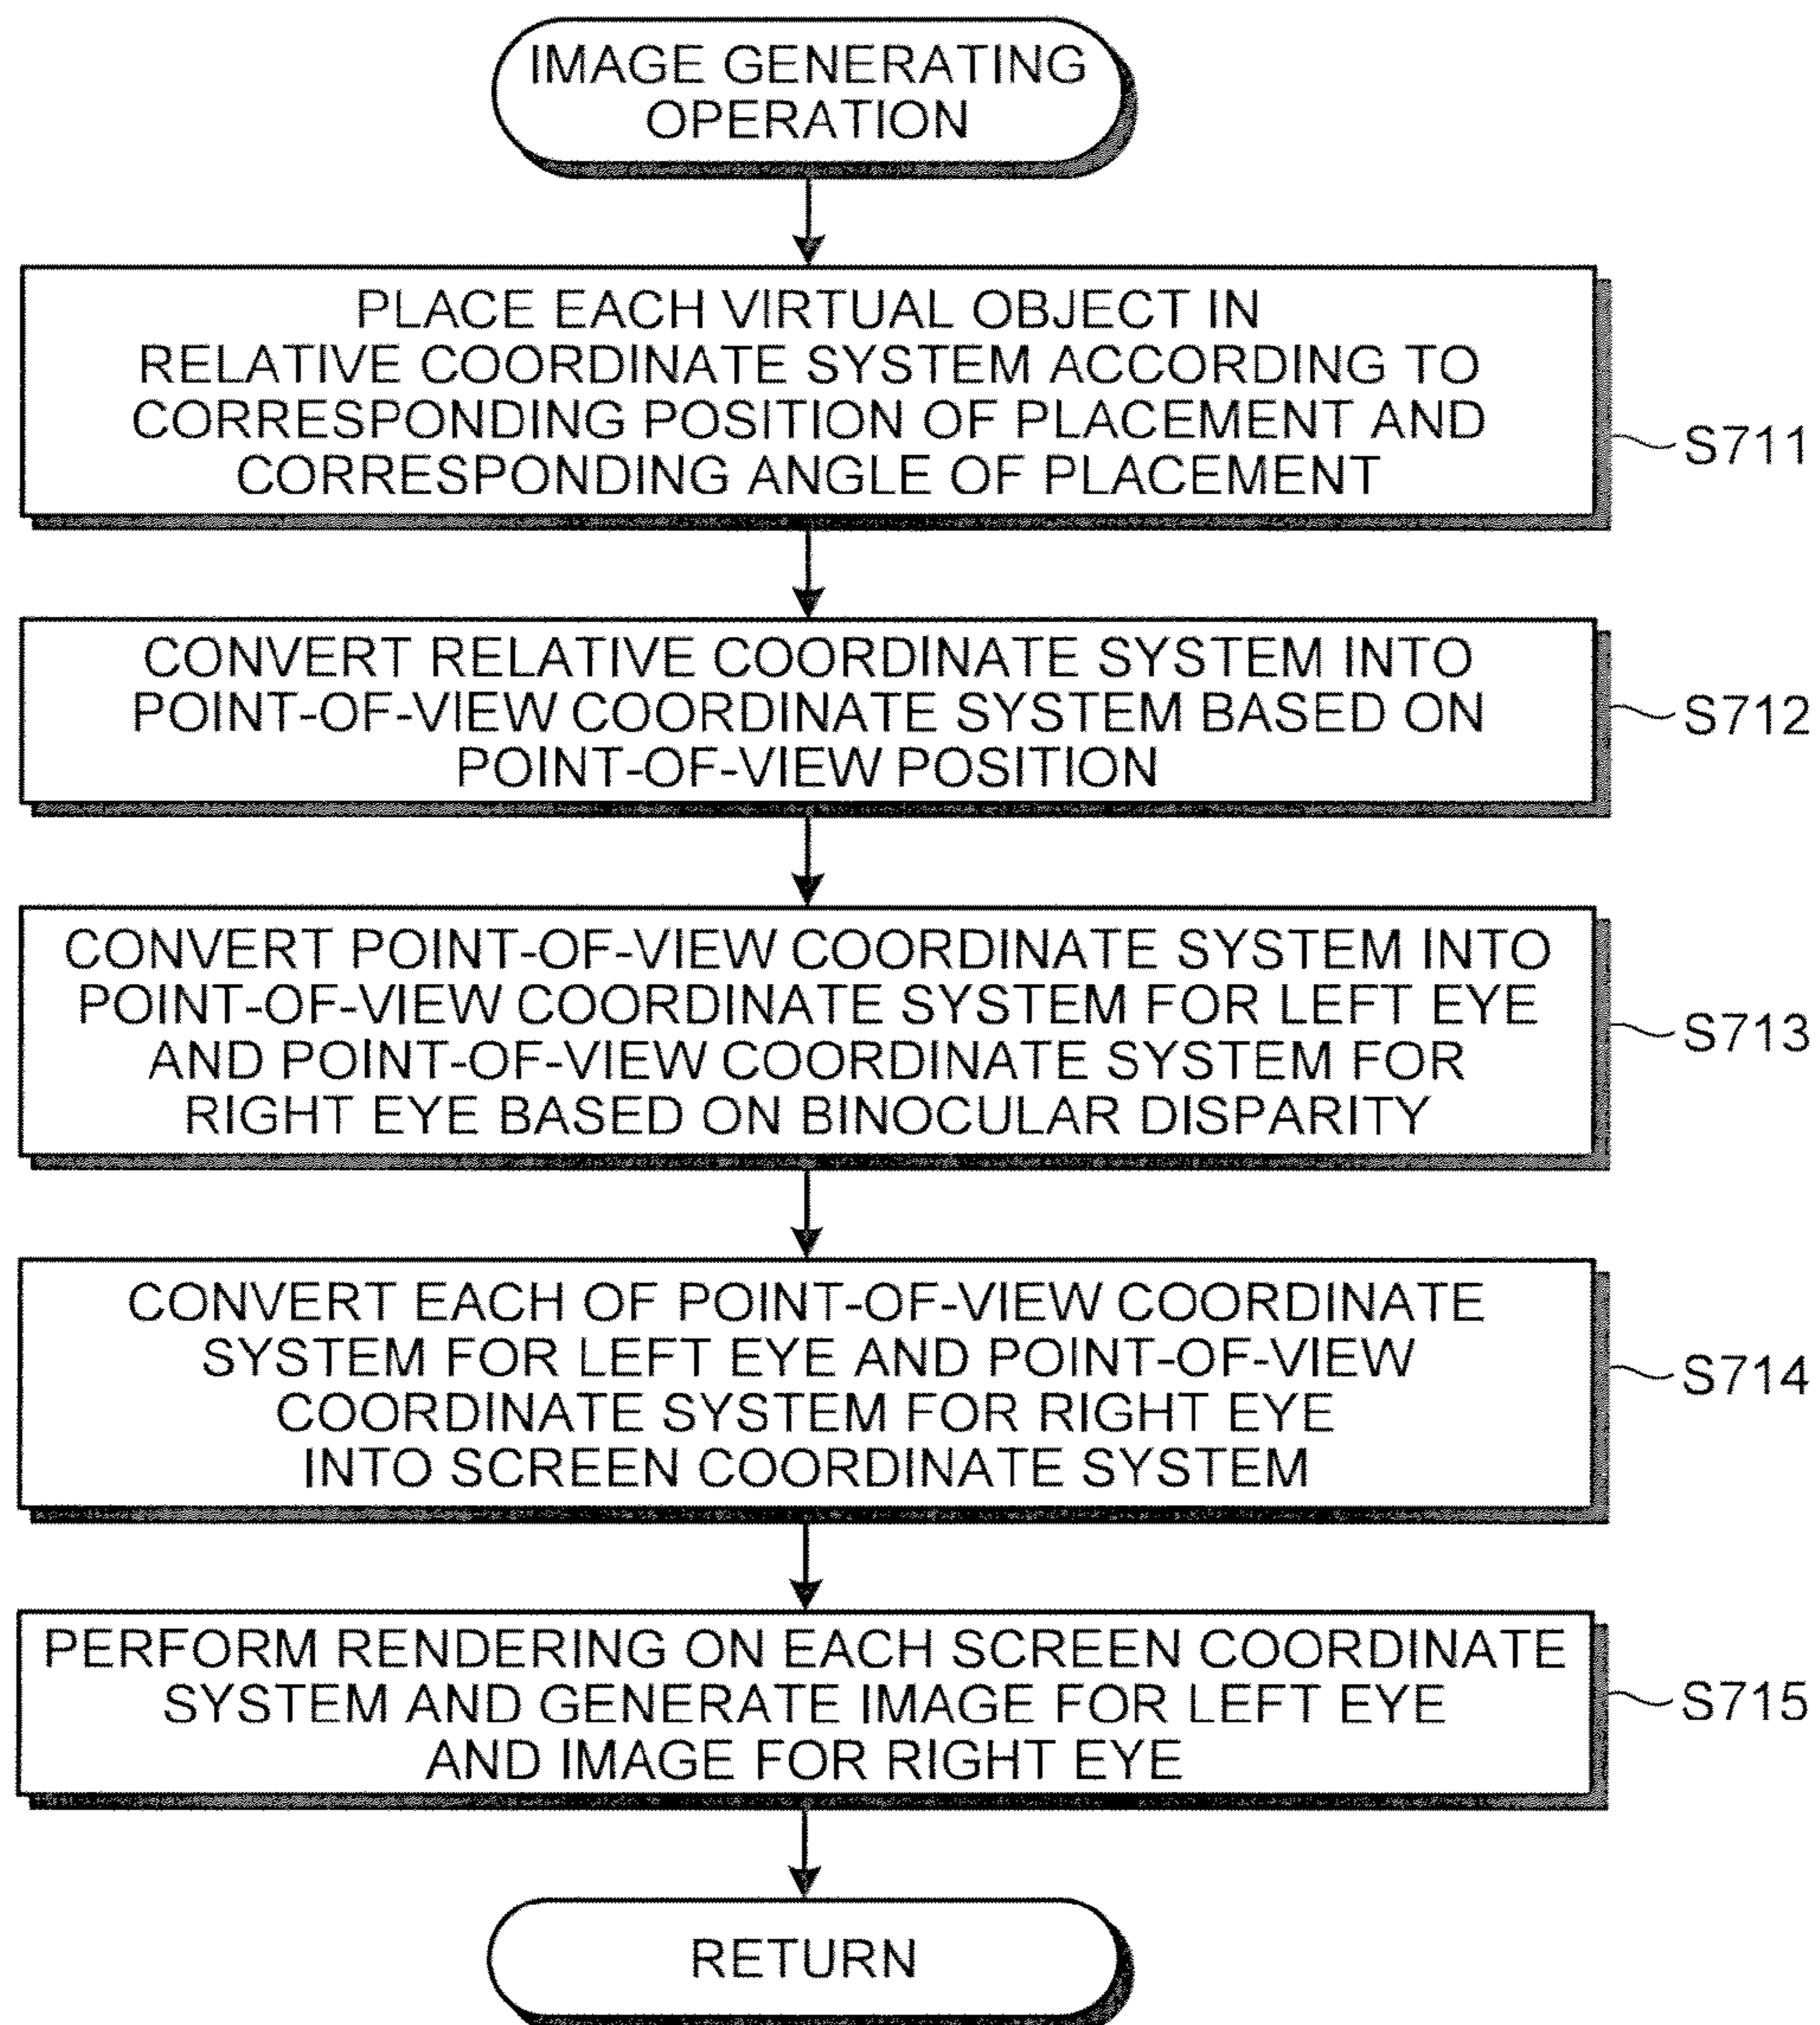 IMAGE GENERATING
OPERATION
PLACE EACH VIRTUAL OBJECT IN
RELATIVE COORDINATE SYSTEM ACCORDING TO
CORRESPONDING POSITION OF PLACEMENT AND
CORRESPONDING ANGLE OF PLACEMENT
S711
CONVERT RELATIVE COORDINATE SYSTEM INTO
POINT-OF-VIEW COORDINATE SYSTEM BASED ON
POINT-OF-VIEW POSITION
S712
CONVERT POINT-OF-VIEW COORDINATE SYSTEM INTO
POINT-OF-VIEW COORDINATE SYSTEM FOR LEFT EYE
AND POINT-OF-VIEW COORDINATE SYSTEM FOR
RIGHT EYE BASED ON BINOCULAR DISPARITY
S713
CONVERT EACH OF POINT-OF-VIEW COORDINATE
SYSTEM FOR LEFT EYE AND POINT-OF-VIEW
COORDINATE SYSTEM FOR RIGHT EYE
INTO SCREEN COORDINATE SYSTEM
S714
PERFORM RENDERING ON EACH SCREEN COORDINATE
SYSTEM AND GENERATE IMAGE FOR LEFT EYE
AND IMAGE FOR RIGHT EYE
S715
RETURN